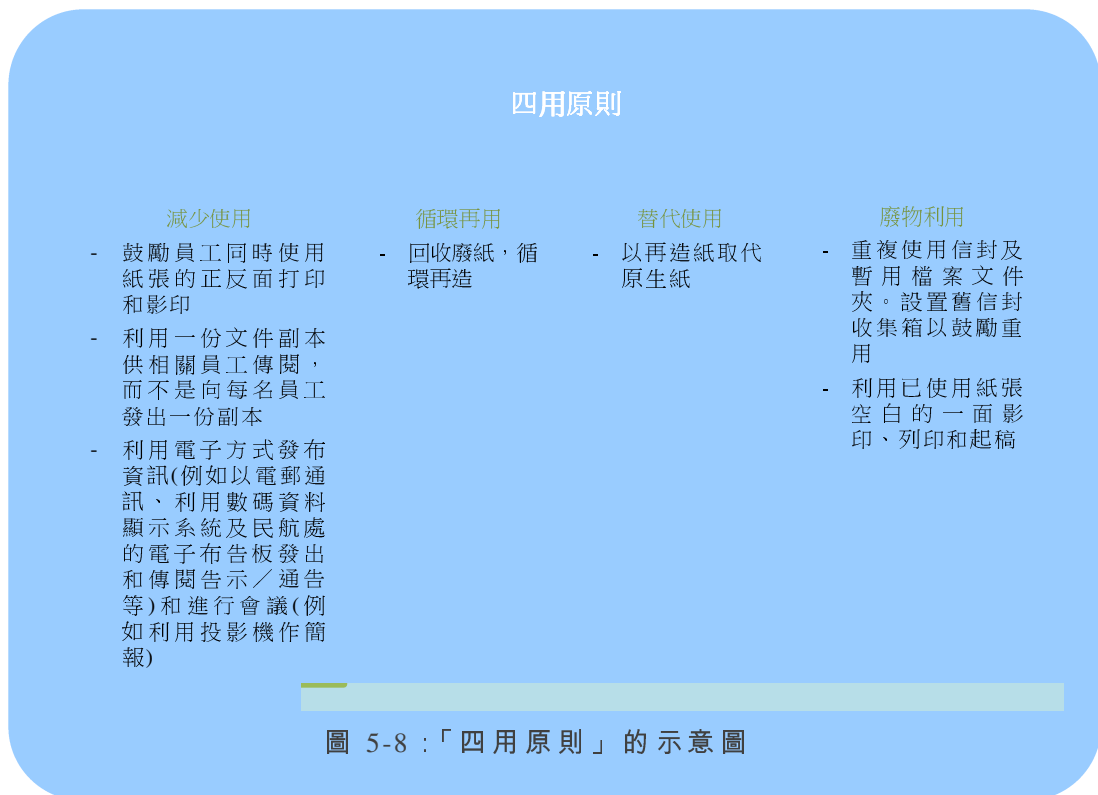 四用原則
減少使用
- 鼓勵員工同時使用
紙張的正反面打印
和影印
- 利用一份文件副本
供相關員工傳閱，
而不是向每名員工
發出一份副本
- 利用電子方式發布
資訊(例如以電郵通
訊、利用數碼資料
顯示系統及民航處
的電子布告板發出
和傳閱告示／通告
等)和進行會議(例
如利用投影機作簡
報)
循環再用
- 回收廢紙，循
環再造
替代使用
- 以再造紙取代
原生紙
廢物利用
- 重複使用信封及
暫用檔案文件
夾。設置舊信封
收集箱以鼓勵重
用
- 利用已使用紙張
空白的一面影
印、列印和起稿
圖 5-8 :「四用原則」的示意圖